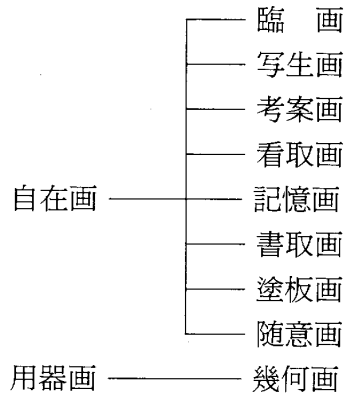 臨　画
写生画
考案画
看取画
自在画 記憶画
書取画
塗板画
随意画
用器画 幾何画